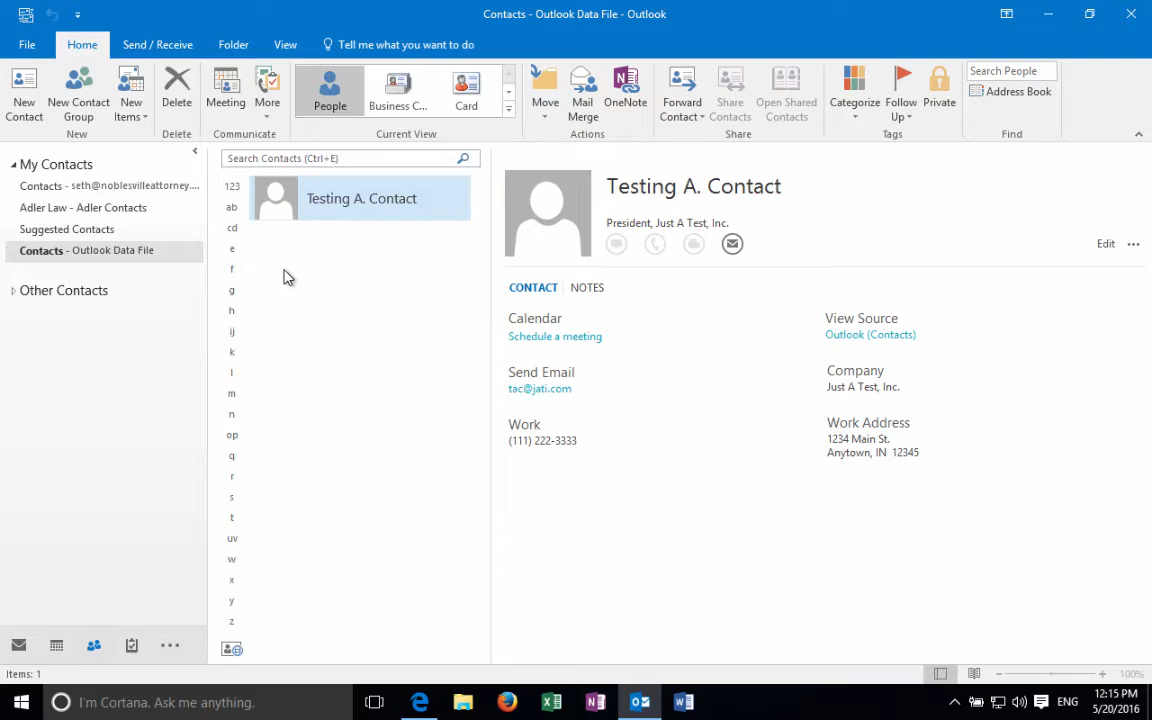 Contacts - Outlook Data File - Outlook
File Home Send / Receive Folder View Tell me what you want to do
New Contact
New Contact Group
New Items
Delete
Meeting
More
People
Business C...
Card
Move
Mail Merge
OneNote
Forward Contact
Share Contacts
Open Shared Contacts
Categorize
Follow Up
Private
Search People
Address Book
New Delete Communicate Current View Actions Share Tags Find
My Contacts
Contacts - seth@noblesvilleattorney....
Adler Law - Adler Contacts
Suggested Contacts
Contacts - Outlook Data File
Other Contacts
Search Contacts (Ctrl+E)
123
ab
cd
e
f
g
h
ij
k
l
m
n
op
q
r
s
t
uv
w
x
y
z
Testing A. Contact
Testing A. Contact
President, Just A Test, Inc.
Edit
CONTACT NOTES
Calendar
Schedule a meeting
Send Email
tac@jati.com
Work
(111) 222-3333
View Source
Outlook (Contacts)
Company
Just A Test, Inc.
Work Address
1234 Main St.
Anytown, IN 12345
Items: 1
100%
I'm Cortana. Ask me anything.
ENG
12:15 PM
5/20/2016